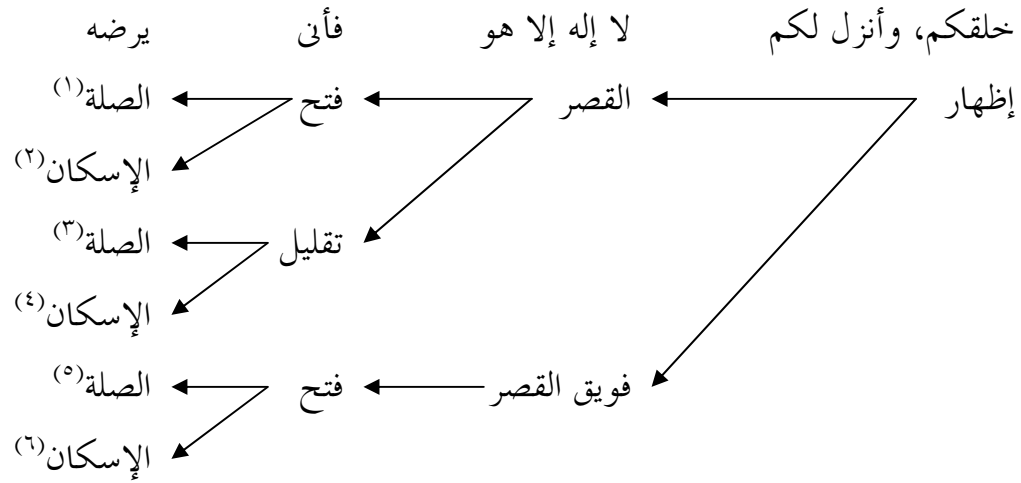 خلقكم، وأنزل لكم لا إله إلا هو فأنى يرضه
إظهار القصر فتح الصلة(١)
الإسكان(٢)
تقليل الصلة(٣)
الإسكان(٤)
فويق القصر فتح الصلة(٥)
الإسكان(٦)